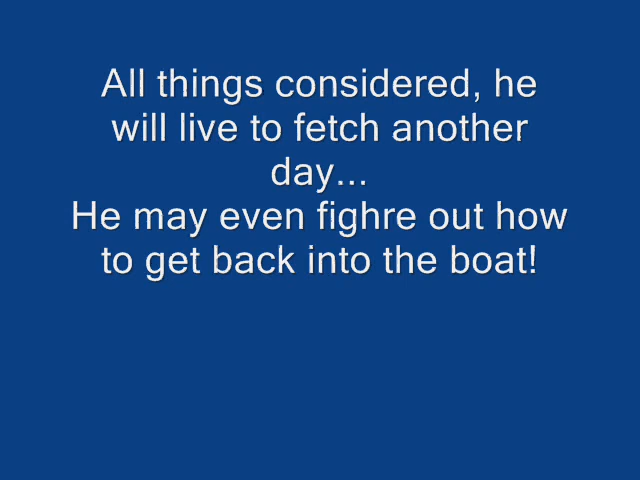 All things considered, he
will live to fetch another
day...
He may even fighre out how
to get back into the boat!